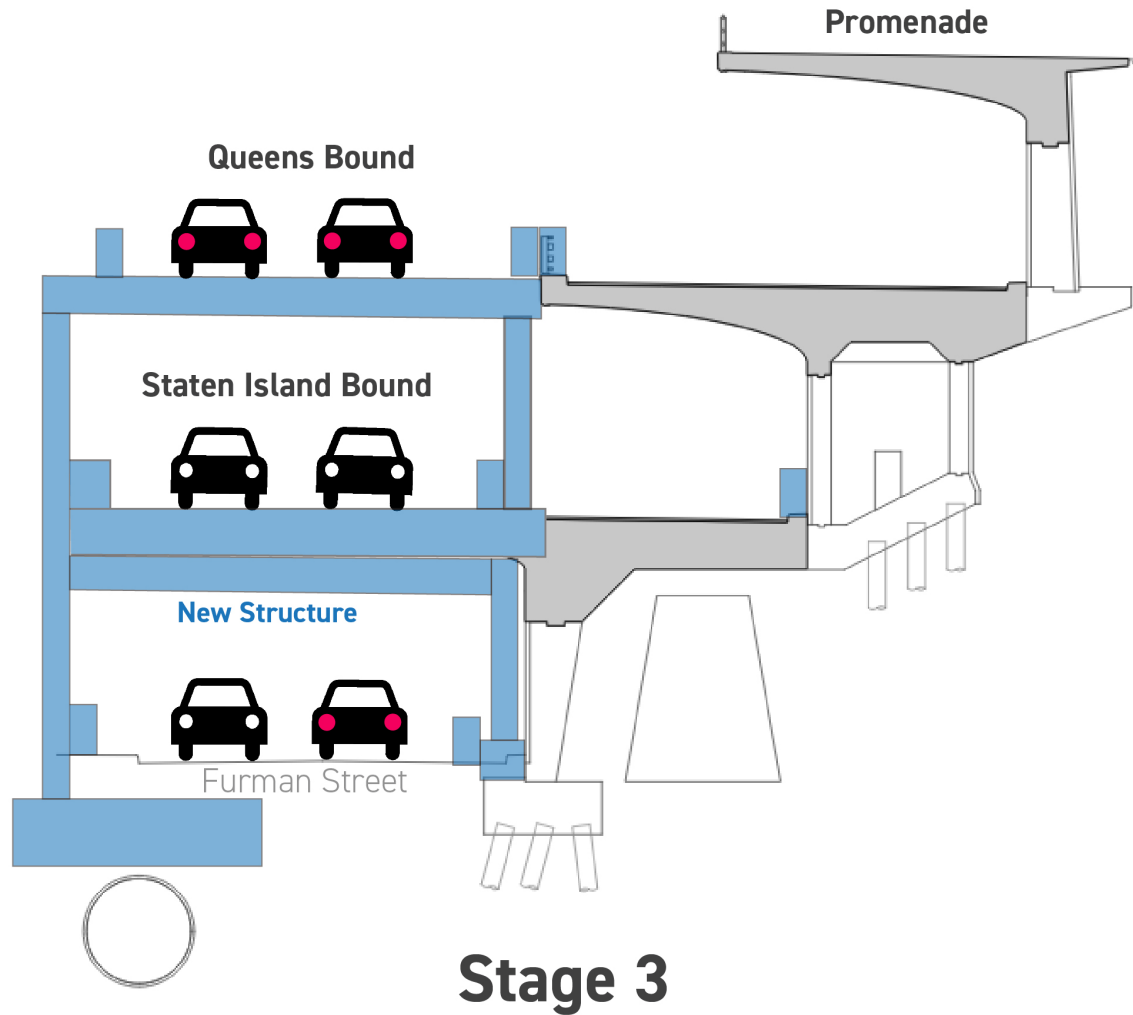 Promenade
Queens Bound
Staten Island Bound
New Structure
Furman Street
Stage 3